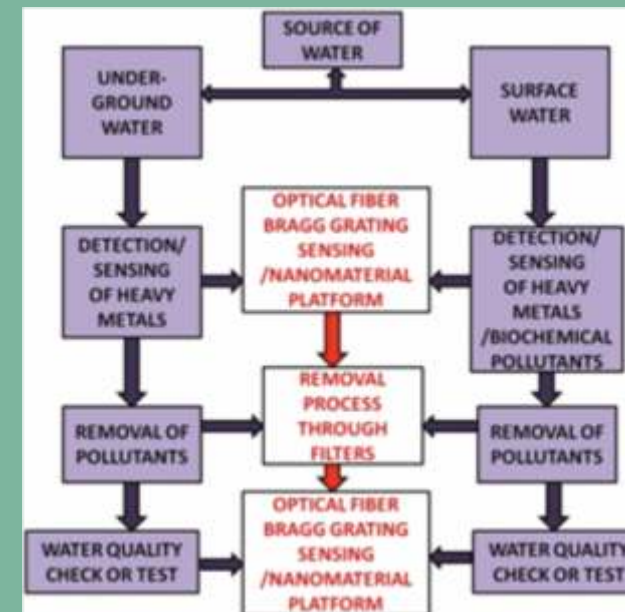 SOURCE OF
WATER
UNDER-
GROUND
WATER
SURFACE
WATER
OPTICAL FIBER
BRAGG GRATING
SENSING
/NANOMATERIAL
PLATFORM
DETECTION/
SENSING
OF HEAVY
METALS
DETECTION/
SENSING
OF HEAVY
METALS
/BIOCHEMICAL
POLLUTANTS
REMOVAL
PROCESS
THROUGH
FILTERS
REMOVAL OF
POLLUTANTS
REMOVAL OF
POLLUTANTS
OPTICAL FIBER
BRAGG GRATING
SENSING
/NANOMATERIAL
PLATFORM
WATER QUALITY
CHECK OR TEST
WATER QUALITY
CHECK OR TEST